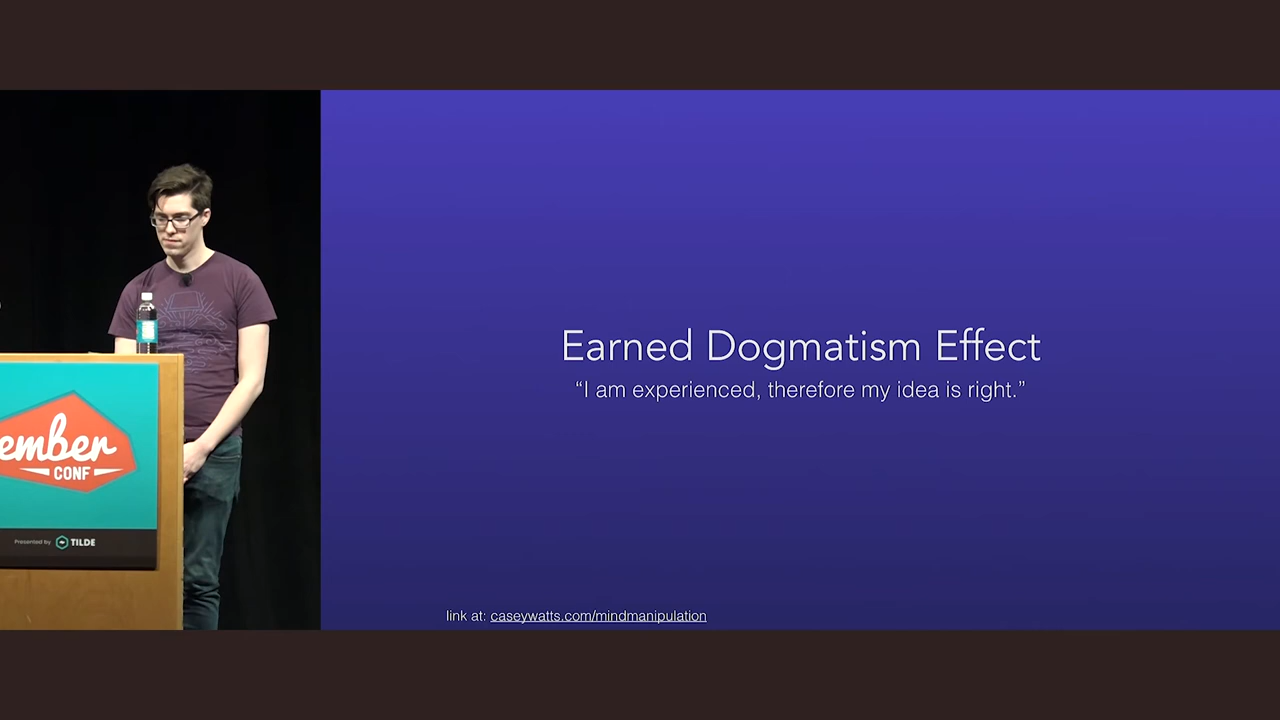 Earned Dogmatism Effect
“I am experienced, therefore my idea is right.”
link at: caseywatts.com/mindmanipulation
ember
CONF
Presented by TILDE